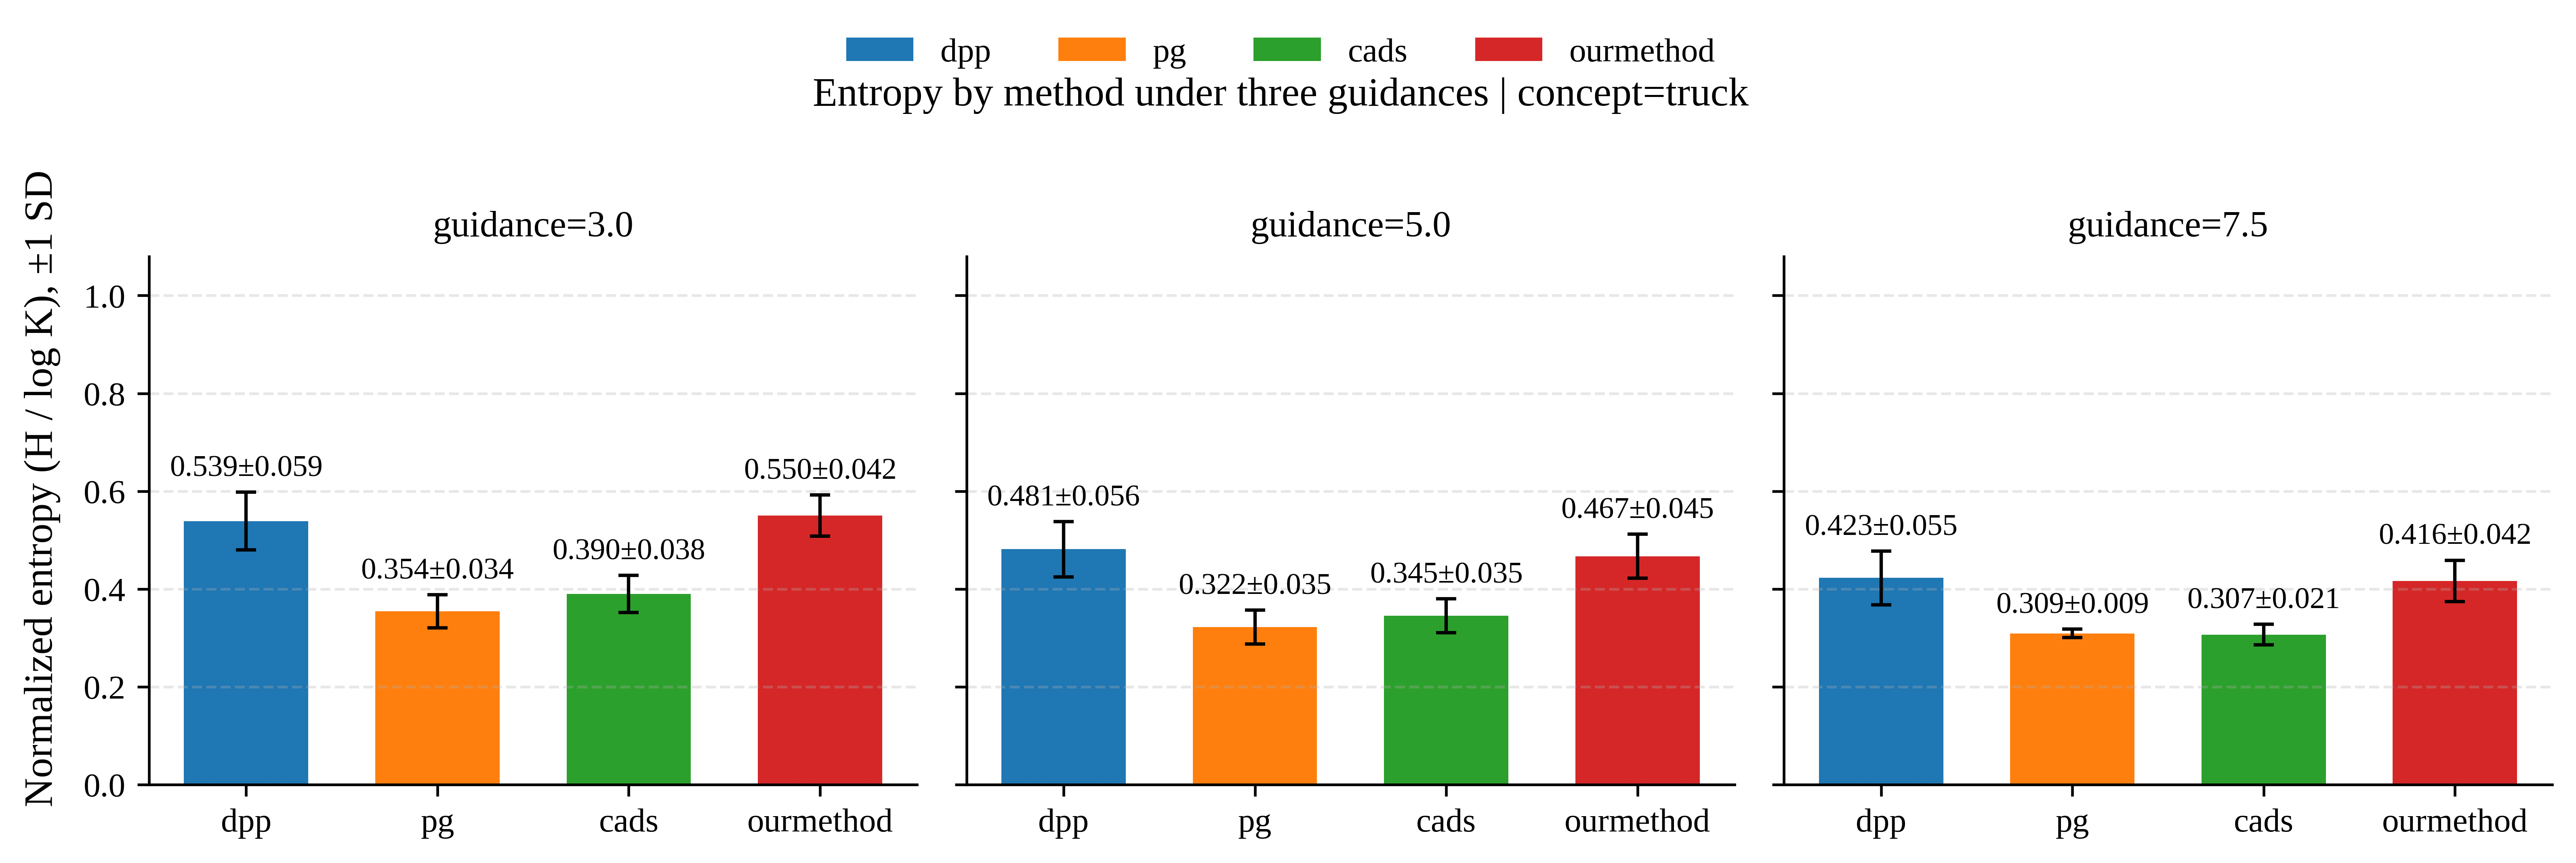 dpp pg cads ourmethod
Entropy by method under three guidances | concept=truck
Normalized entropy (H / log K), ±1 SD
guidance=3.0
1.0
0.8
0.6
0.4
0.2
0.0
0.539±0.059
0.354±0.034
0.390±0.038
0.550±0.042
dpp pg cads ourmethod
guidance=5.0
0.481±0.056
0.322±0.035
0.345±0.035
0.467±0.045
dpp pg cads ourmethod
guidance=7.5
0.423±0.055
0.309±0.009
0.307±0.021
0.416±0.042
dpp pg cads ourmethod